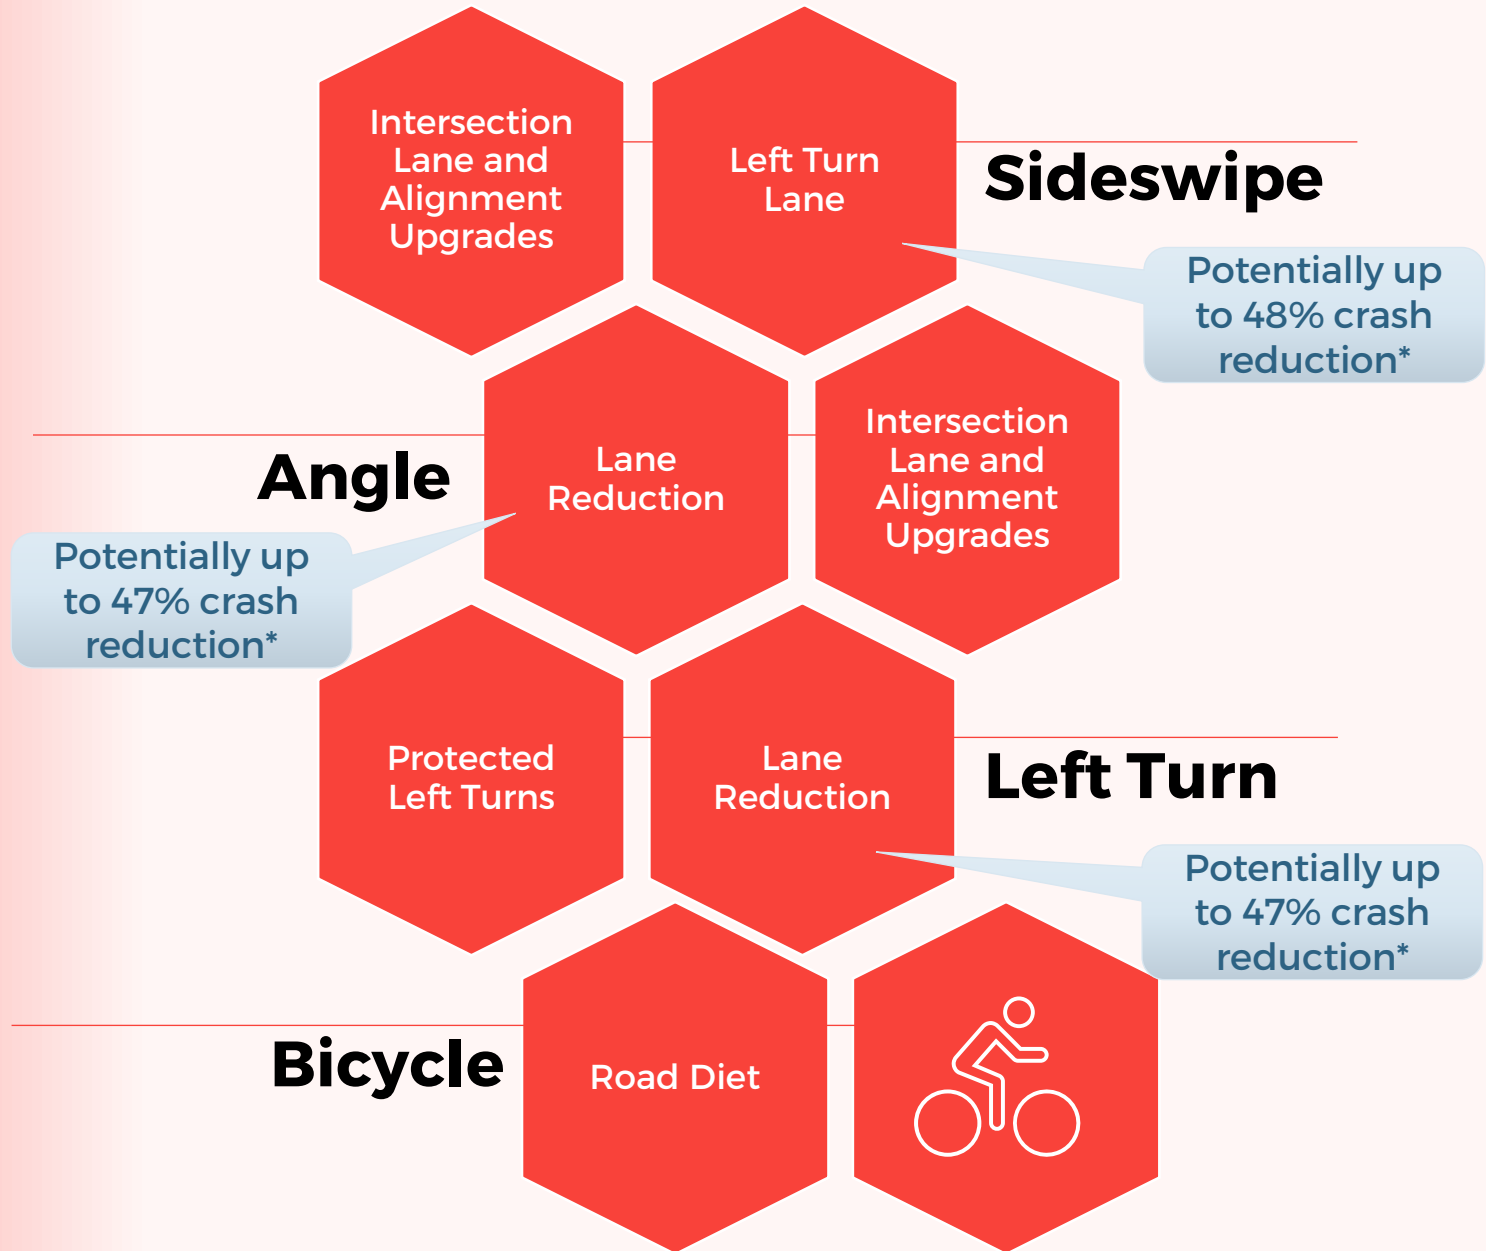 Intersection
Lane and
Alignment
Upgrades
Left Turn
Lane
Sideswipe
Potentially up
to 48% crash
reduction*
Angle
Potentially up
to 47% crash
reduction*
Lane
Reduction
Intersection
Lane and
Alignment
Upgrades
Protected
Left Turns
Lane
Reduction
Left Turn
Potentially up
to 47% crash
reduction*
Bicycle
Road Diet